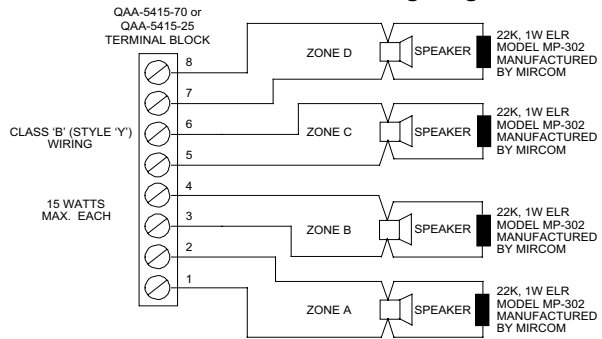 QAA-5415-70 or
QAA-5415-25
TERMINAL BLOCK
8
7
6
5
4
3
2
1
CLASS 'B' (STYLE 'Y')
WIRING
15 WATTS
MAX. EACH
ZONE D
SPEAKER
22K, 1W ELR
MODEL MP-302
MANUFACTURED
BY MIRCOM
ZONE C
SPEAKER
22K, 1W ELR
MODEL MP-302
MANUFACTURED
BY MIRCOM
ZONE B
SPEAKER
22K, 1W ELR
MODEL MP-302
MANUFACTURED
BY MIRCOM
ZONE A
SPEAKER
22K, 1W ELR
MODEL MP-302
MANUFACTURED
BY MIRCOM